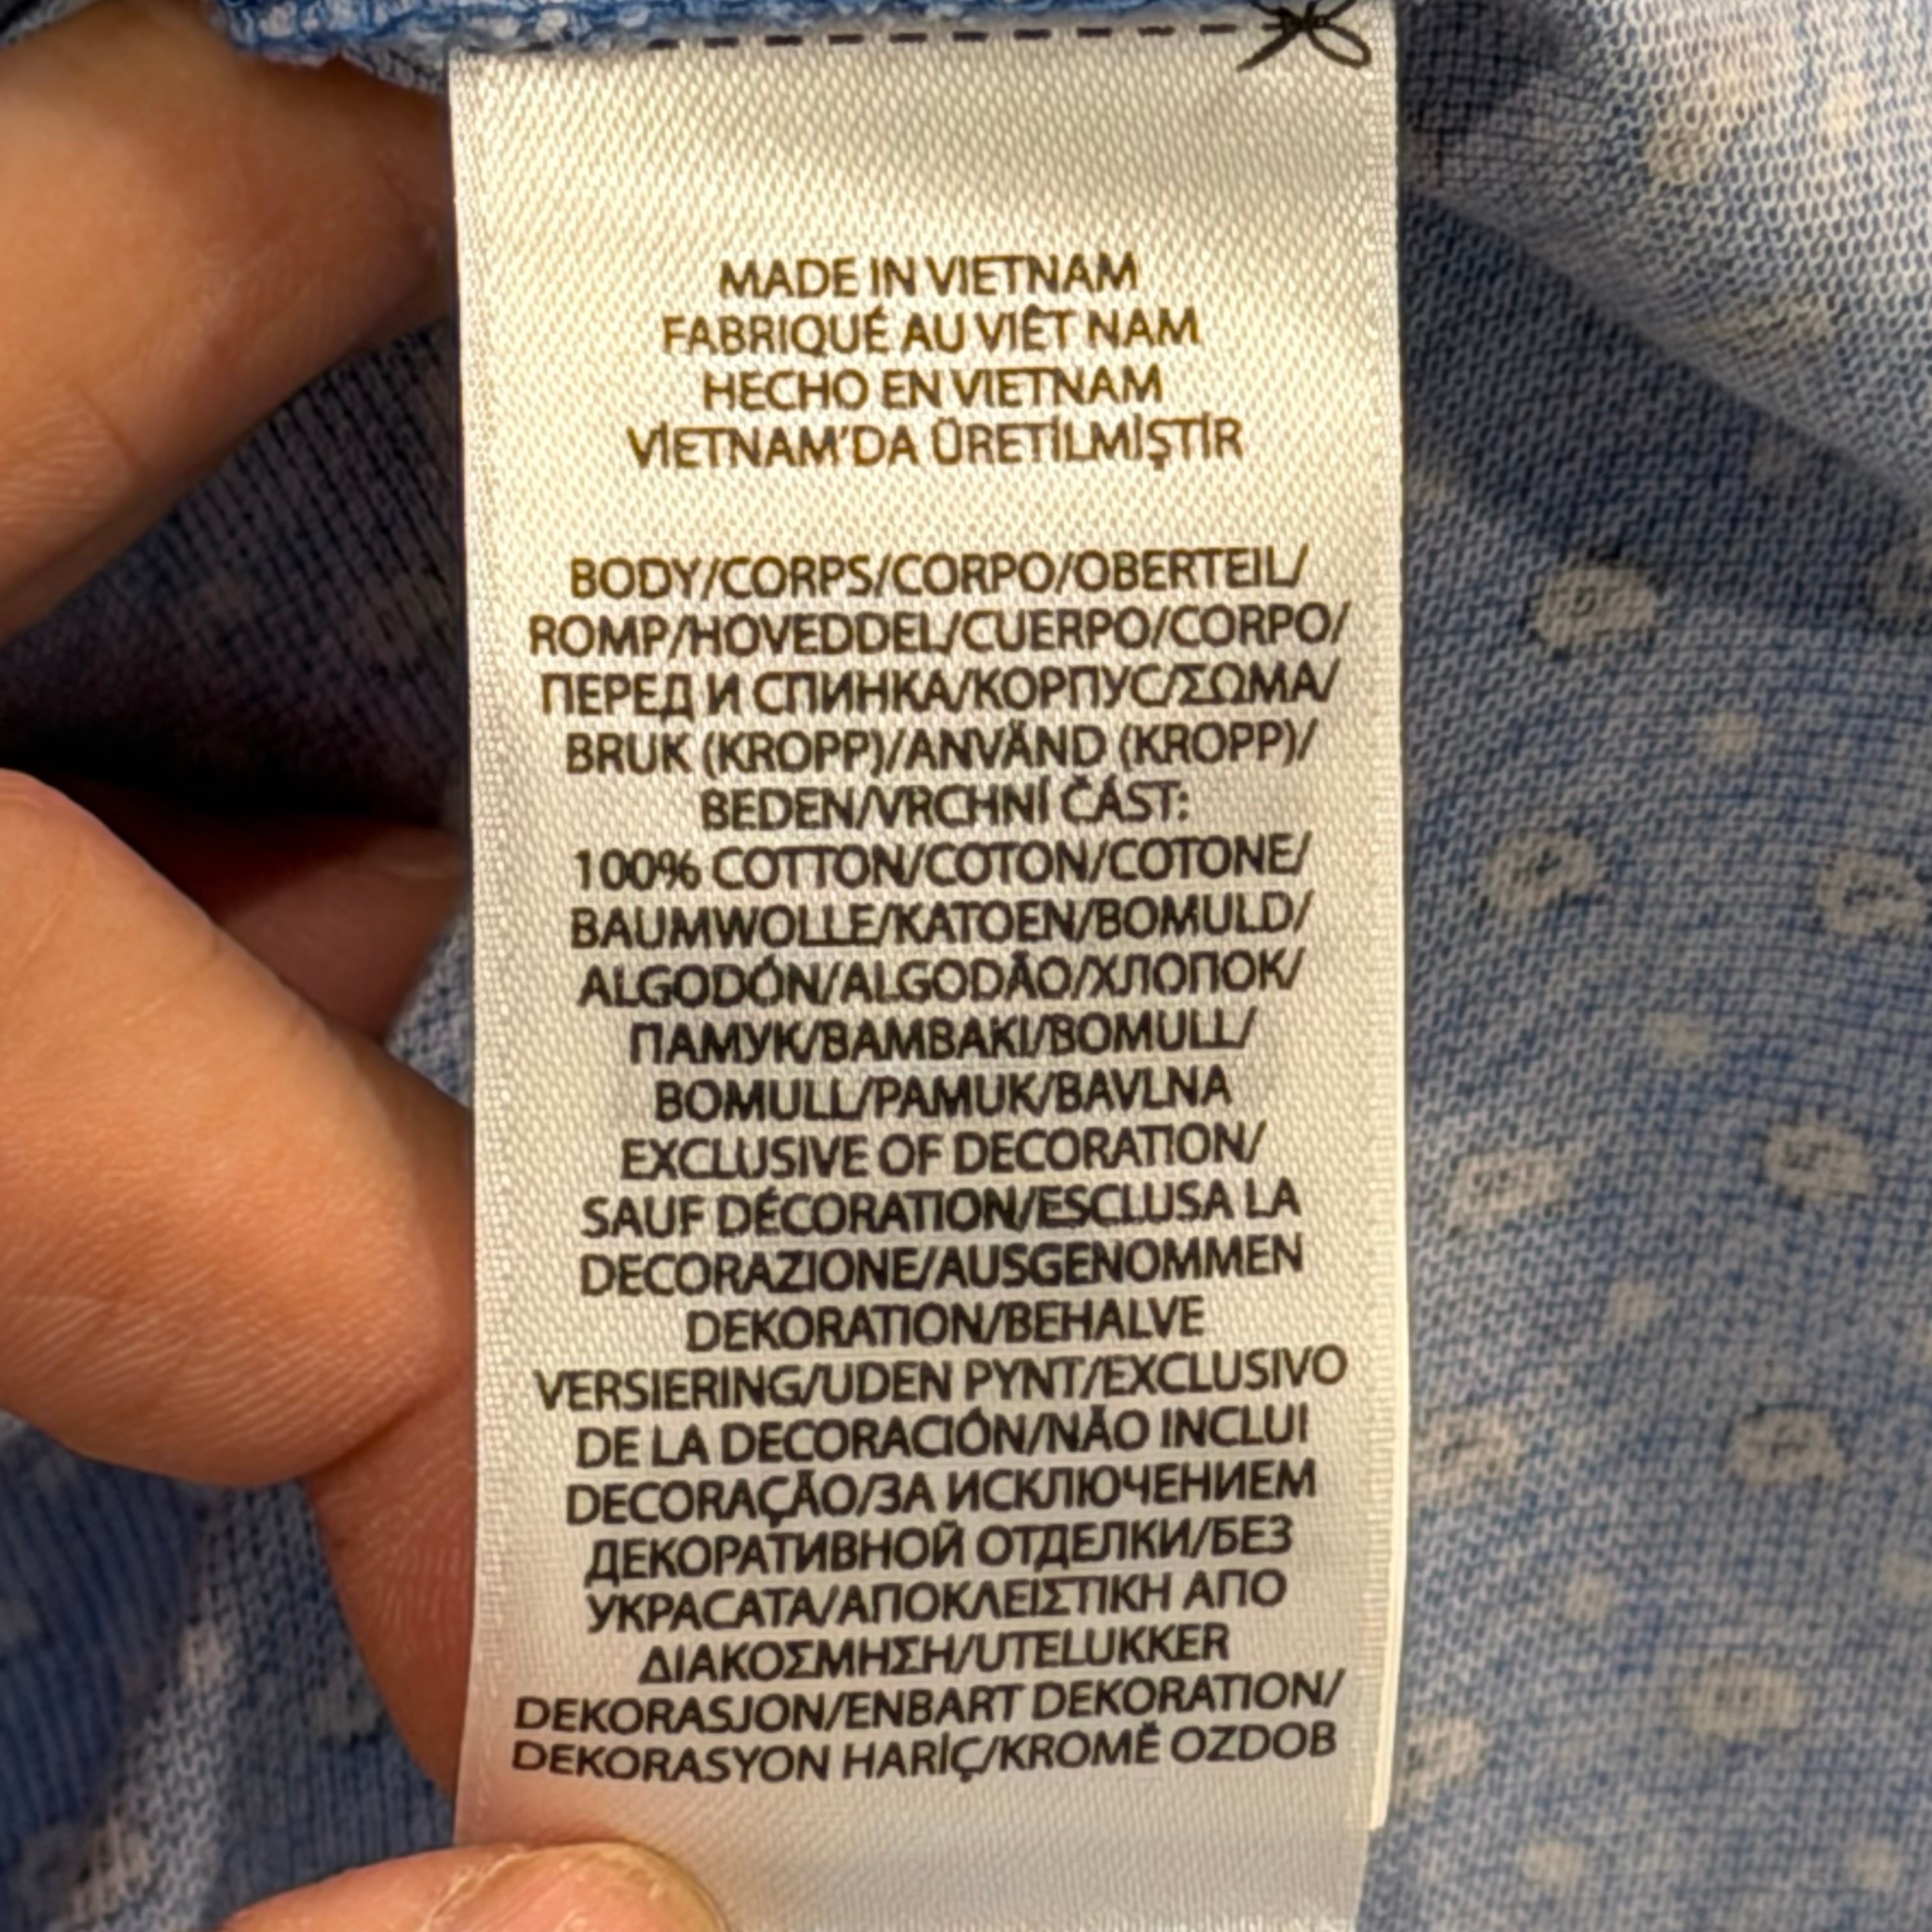 MADE IN VIETNAM
FABRIQUÉ AU VIÊT NAM
HECHO EN VIETNAM
VİETNAM'DA ÜRETİLMİŞTİR
BODY/CORPS/CORPO/OBERTEIL/
ROMP/HOVEDDEL/CUERPO/CORPO/
ПЕРЕД И СПИНКА/КОРПУС/ΣΩΜΑ/
BRUK (KROPP)/ANVÄND (KROPP)/
BEDEN/VRCHNÍ ČÁST:
100% COTTON/COTON/COTONE/
BAUMWOLLE/KATOEN/BOMULD/
ALGODÓN/ALGODÃO/ХЛОПОК/
ПАМУК/ΒΑΜΒΑΚΙ/BOMULL/
BOMULL/PAMUK/BAVLNA
EXCLUSIVE OF DECORATION/
SAUF DÉCORATION/ESCLUSA LA
DECORAZIONE/AUSGENOMMEN
DEKORATION/BEHALVE
VERSIERING/UDEN PYNT/EXCLUSIVO
DE LA DECORACIÓN/NÃO INCLUI
DECORAÇÃO/ЗА ИСКЛЮЧЕНИЕМ
ДЕКОРАТИВНОЙ ОТДЕЛКИ/БЕЗ
УКРАСАТА/ΑΠΟΚΛΕΙΣΤΙΚΗ ΑΠΟ
ΔΙΑΚΟΣΜΗΣΗ/UTELUKKER
DEKORASJON/ENBART DEKORATION/
DEKORASYON HARİÇ/KROMĚ OZDOB